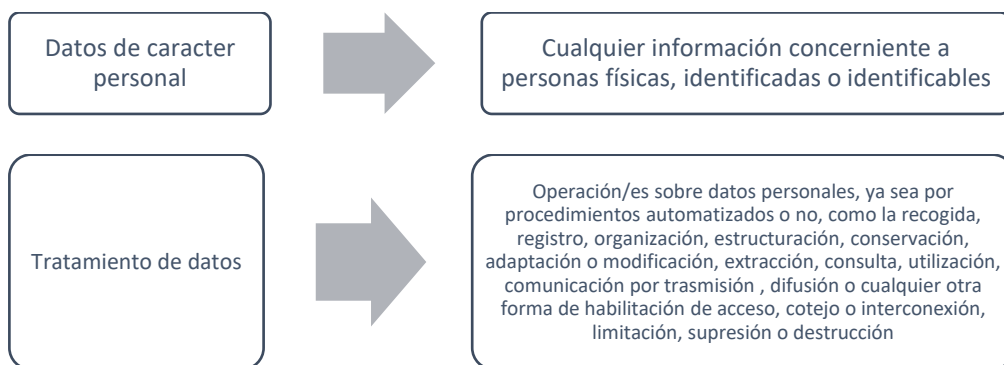 Datos de caracter
personal
Cualquier información concerniente a
personas físicas, identificadas o identificables
Tratamiento de datos
Operación/es sobre datos personales, ya sea por
procedimientos automatizados o no, como la recogida,
registro, organización, estructuración, conservación,
adaptación o modificación, extracción, consulta, utilización,
comunicación por trasmisión , difusión o cualquier otra
forma de habilitación de acceso, cotejo o interconexión,
limitación, supresión o destrucción